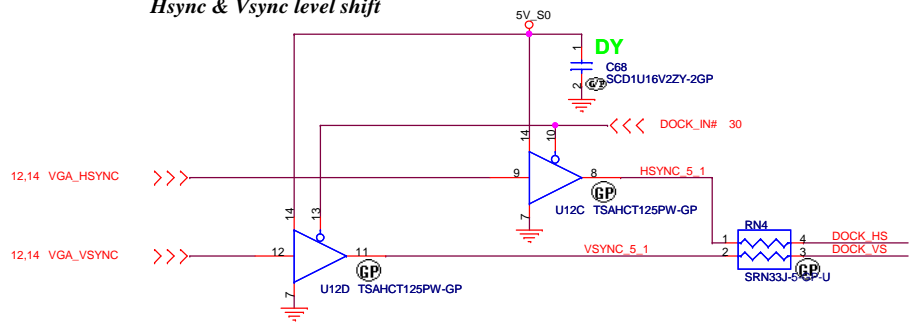 Hsync & Vsync level shift
5V_S0
DY
1
C68
SCD1U16V2ZY-2GP
2
G/P
DOCK_IN# 30
14
10
12,14 VGA_HSYNC
9
8
HSYNC_5_1
GP
7
U12C TSAHCT125PW-GP
14
13
RN4
1
4
DOCK_HS
12,14 VGA_VSYNC
12
11
VSYNC_5_1
2
3
DOCK_VS
GP
GP
7
U12D TSAHCT125PW-GP
SRN33J-5-GP-U